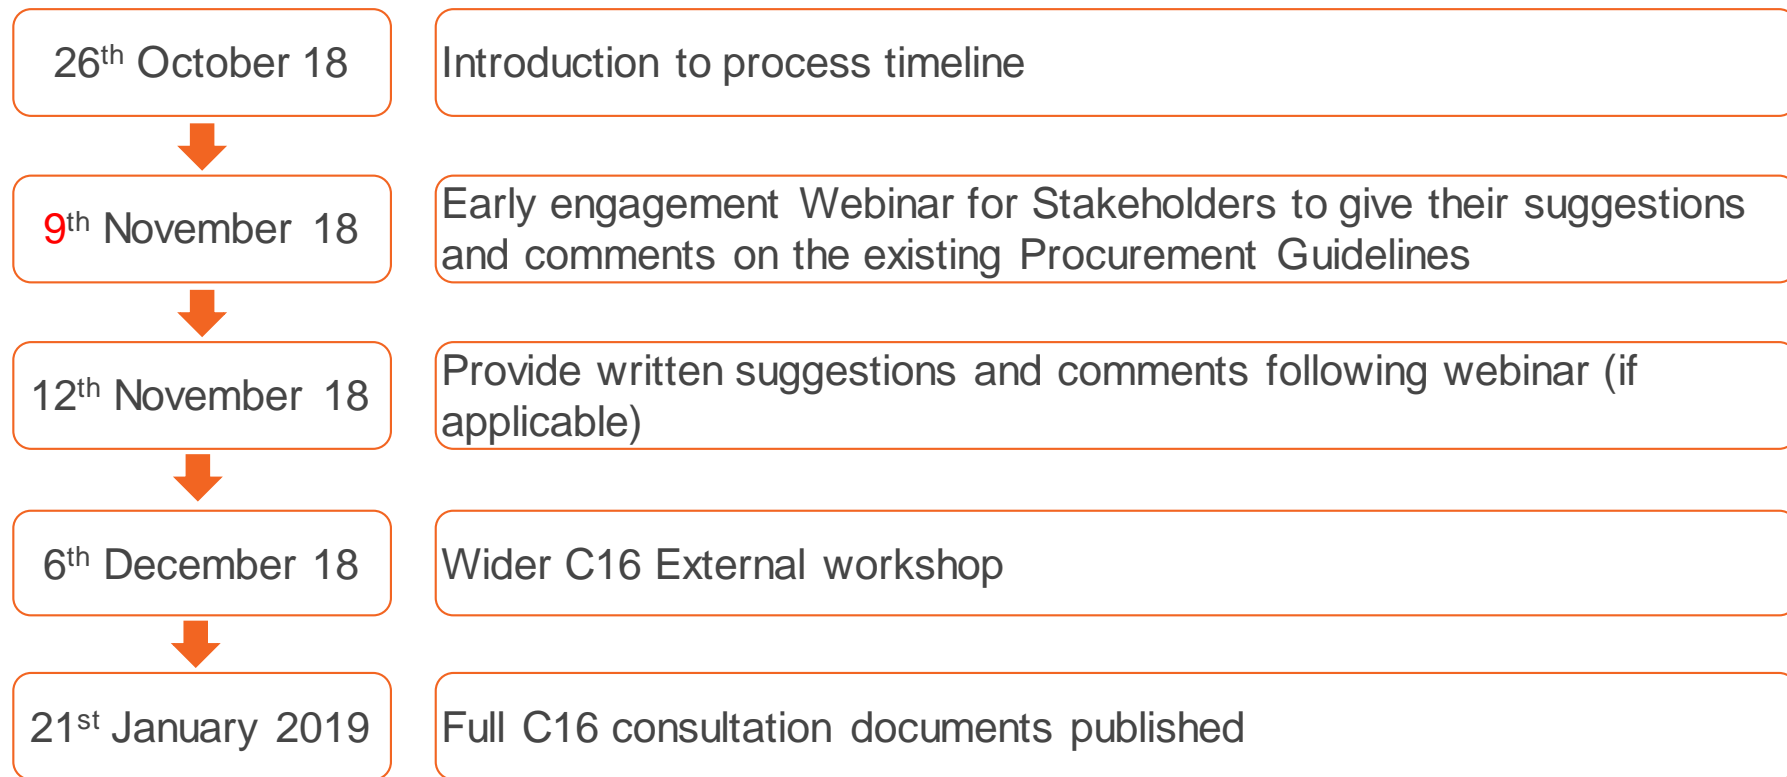 26th October 18
Introduction to process timeline
9th November 18
Early engagement Webinar for Stakeholders to give their suggestions
and comments on the existing Procurement Guidelines
12th November 18
Provide written suggestions and comments following webinar (if
applicable)
6th December 18
Wider C16 External workshop
21st January 2019
Full C16 consultation documents published